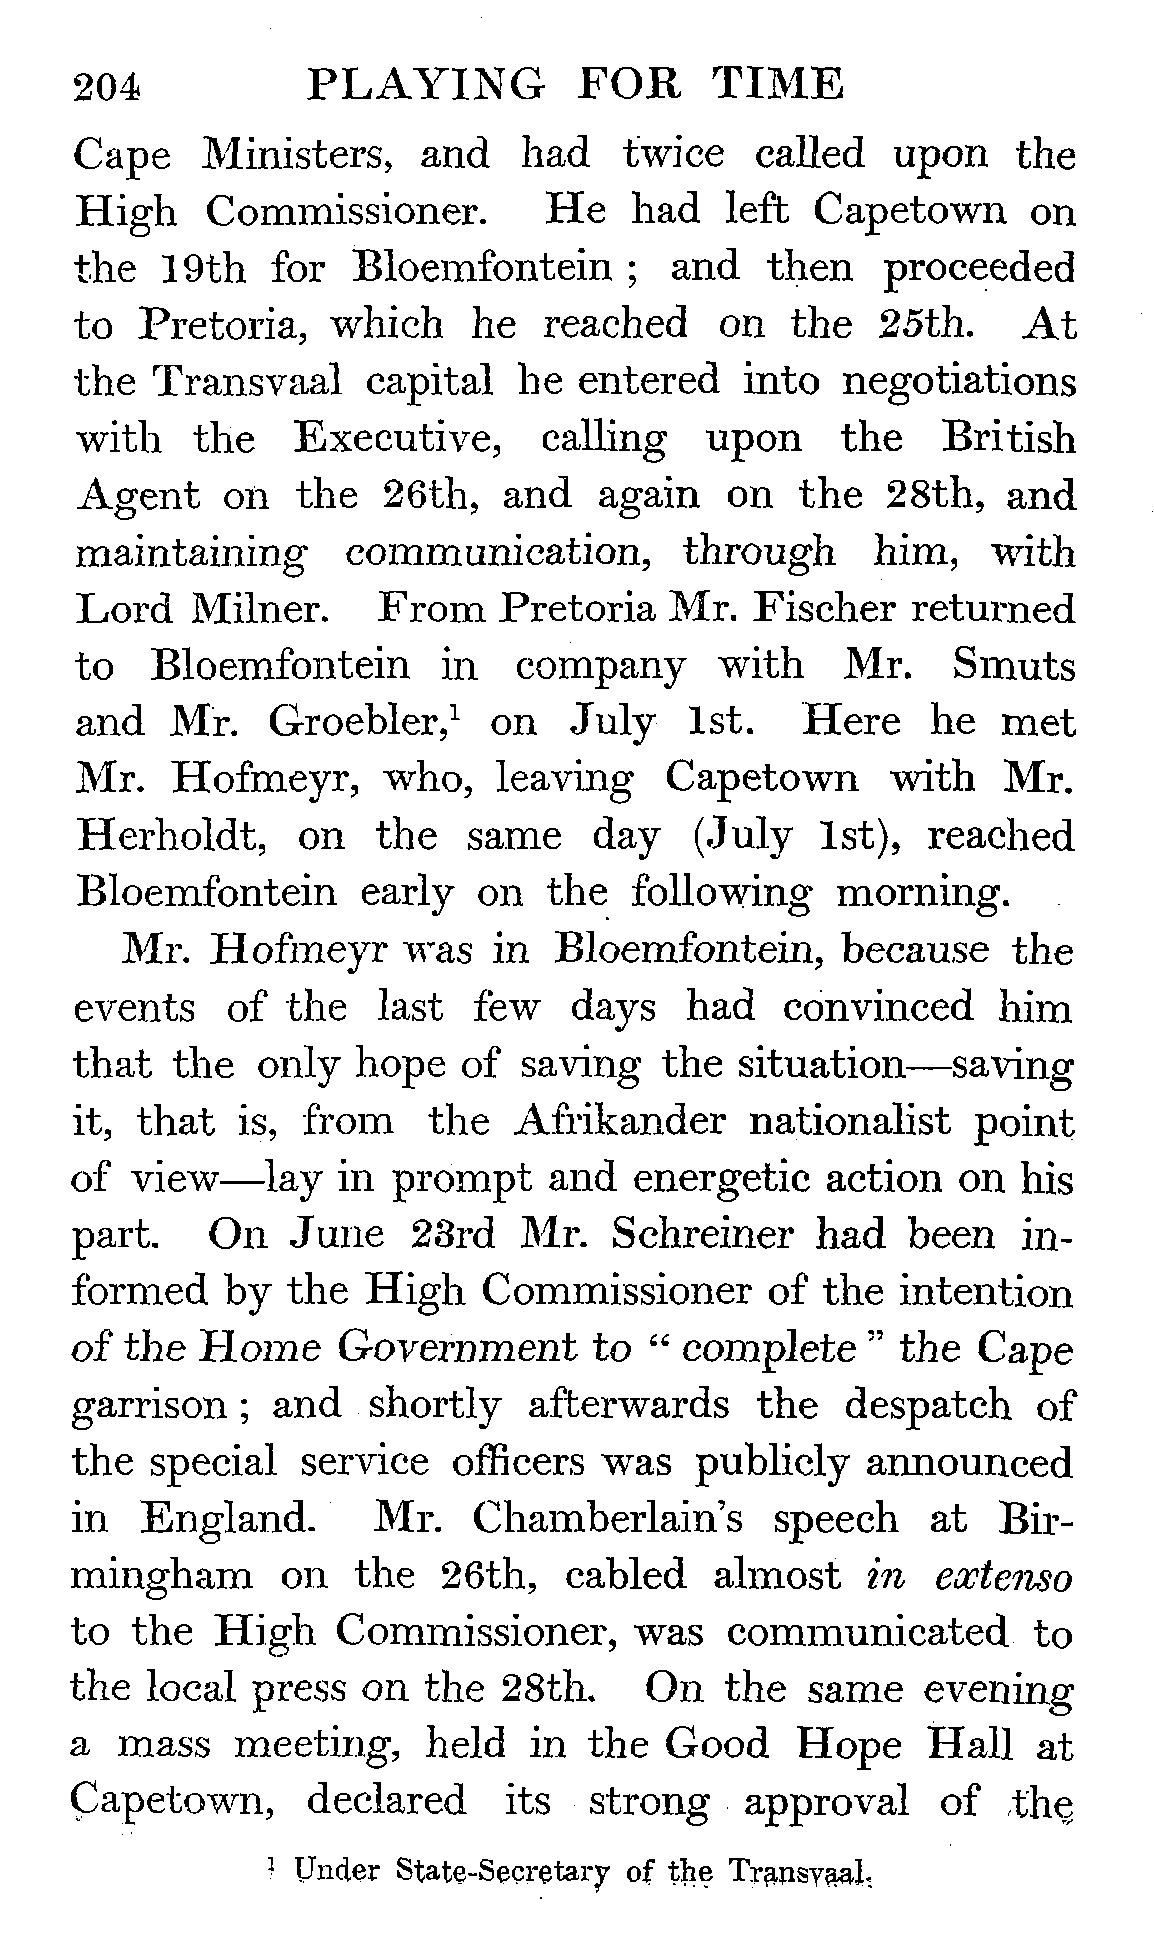 204 PLAYING FOR TIME
Cape Ministers, and had twice called upon the
High Commissioner. He had left Capetown on
the 19th for Bloemfontein ; and then proceeded
to Pretoria, which he reached on the 25th. At
the Transvaal capital he entered into negotiations
with the Executive, calling upon the British
Agent on the 26th, and again on the 28th, and
maintaining communication, through him, with
Lord Milner. From Pretoria Mr. Fischer returned
to Bloemfontein in company with Mr. Smuts
and Mr. Groebler,¹ on July 1st. Here he met
Mr. Hofmeyr, who, leaving Capetown with Mr.
Herholdt, on the same day (July 1st), reached
Bloemfontein early on the following morning.
Mr. Hofmeyr was in Bloemfontein, because the
events of the last few days had convinced him
that the only hope of saving the situation—saving
it, that is, from the Afrikander nationalist point
of view—lay in prompt and energetic action on his
part. On June 23rd Mr. Schreiner had been in-
formed by the High Commissioner of the intention
of the Home Government to “ complete ” the Cape
garrison ; and shortly afterwards the despatch of
the special service officers was publicly announced
in England. Mr. Chamberlain’s speech at Bir-
mingham on the 26th, cabled almost in extenso
to the High Commissioner, was communicated to
the local press on the 28th. On the same evening
a mass meeting, held in the Good Hope Hall at
Capetown, declared its strong approval of the
¹ Under State-Secretary of the Transvaal.